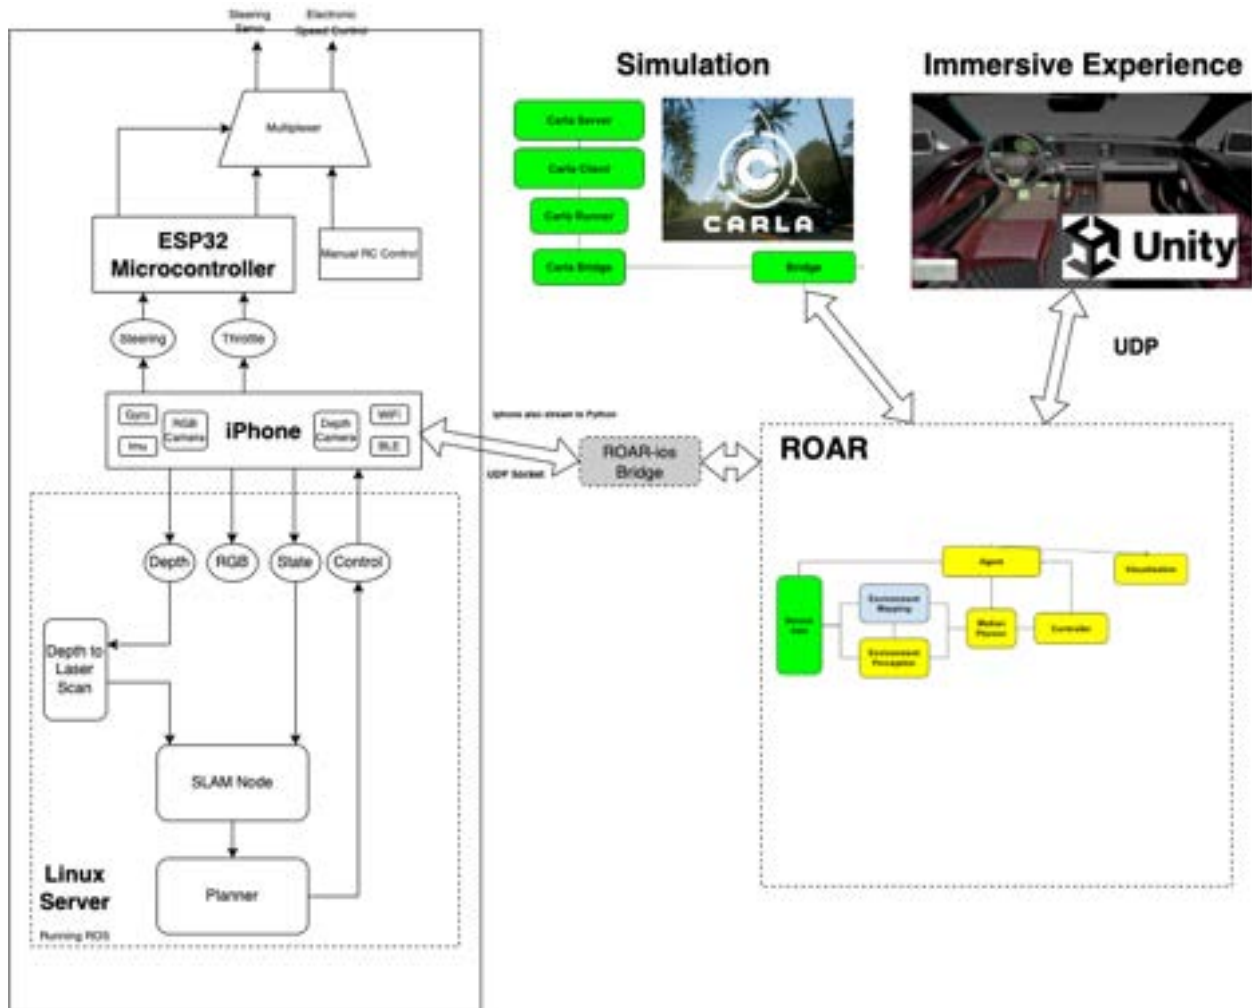 Steering
Servo
Electronic
Speed Control
Multiplexer
ESP32
Microcontroller
Manual RC Control
Steering
Throttle
Gyro
Imu
RGB
Camera
iPhone
Depth
Camera
WiFi
BLE
Depth
RGB
State
Control
Depth to
Laser
Scan
SLAM Node
Planner
Linux
Server
Running ROS
Simulation
Carla Server
Carla Cloud
Carla Runner
Carla Bridge
Bridge
CARLA
Immersive Experience
Unity
UDP
Iphone also stream to Python
UDP Socket
ROAR-ios
Bridge
ROAR
Agent
Visualization
Environment
Mapping
Environment
Perception
Motion
Planner
Controller